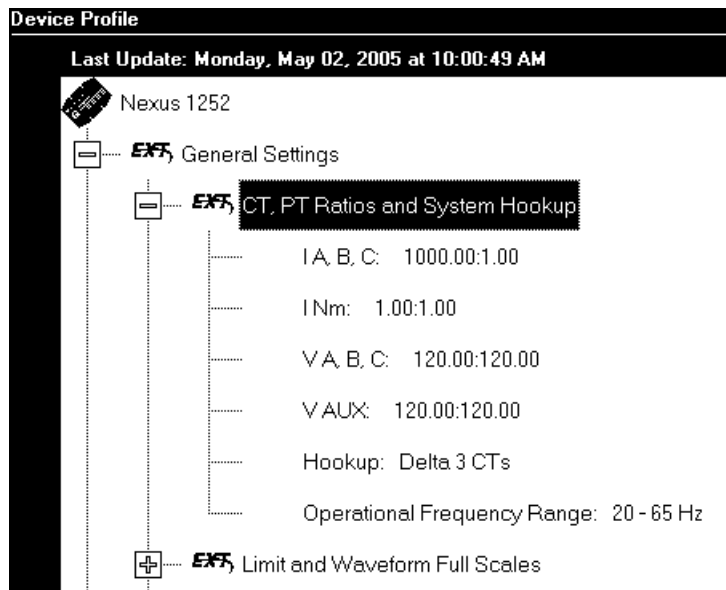 Device Profile
Last Update: Monday, May 02, 2005 at 10:00:49 AM
Nexus 1252
EXT, General Settings
EXT, CT, PT Ratios and System Hookup
I A, B, C: 1000.00:1.00
I Nm: 1.00:1.00
V A, B, C: 120.00:120.00
V AUX: 120.00:120.00
Hookup: Delta 3 CTs
Operational Frequency Range: 20 - 65 Hz
EXT, Limit and Waveform Full Scales